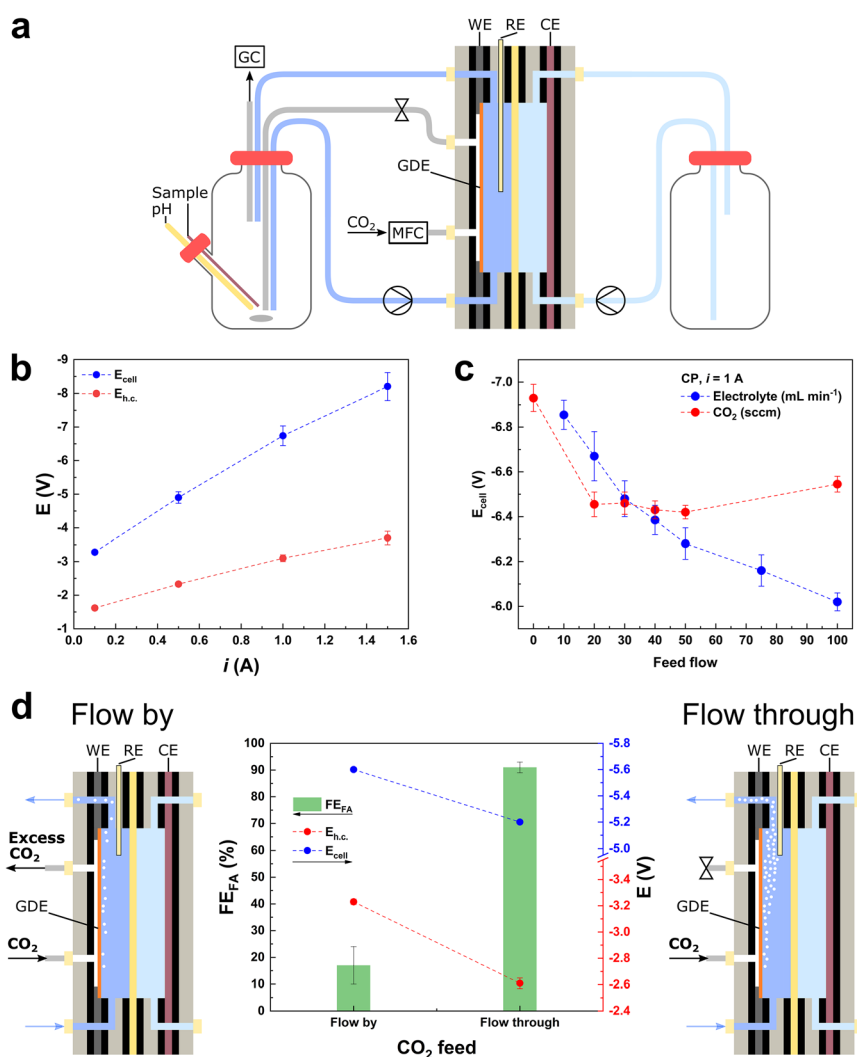 a
WE RE CE
GC
GDE
Sample
pH
CO2 MFC
b
E (V)
-9
-8
-7
-6
-5
-4
-3
-2
-1
Ecell
Eh.c.
0.0 0.2 0.4 0.6 0.8 1.0 1.2 1.4 1.6
i (A)
c
Ecell (V)
-7.0
-6.8
-6.6
-6.4
-6.2
-6.0
CP, i = 1 A
Electrolyte (mL min-1)
CO2 (sccm)
0 10 20 30 40 50 60 70 80 90 100
Feed flow
d
Flow by
WE RE CE
Excess
CO2
GDE
CO2
FEFA (%)
100
90
80
70
60
50
40
30
20
10
0
FEFA
Eh.c.
Ecell
-5.8
-5.6
-5.4
-5.2
-5.0
-3.4
-3.2
-3.0
-2.8
-2.6
-2.4
E (V)
Flow by Flow through
CO2 feed
Flow through
WE RE CE
GDE
CO2